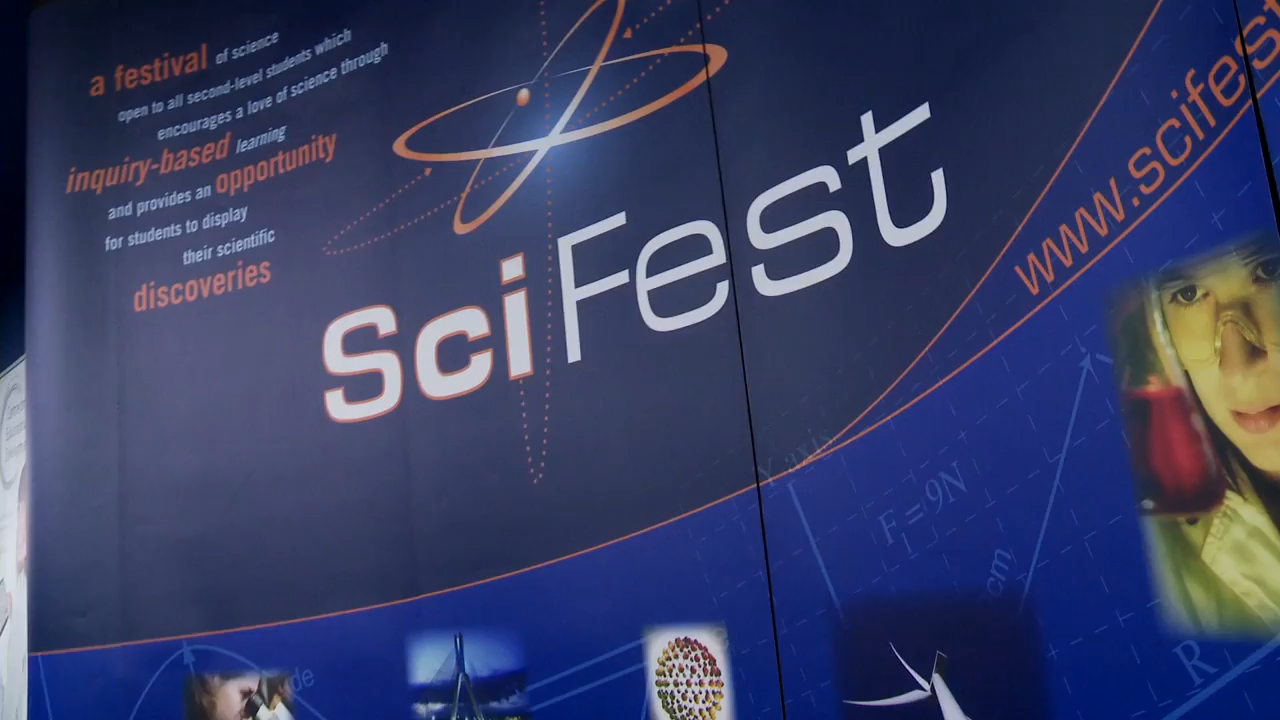 a festival of science
open to all second-level students which
encourages a love of science through
inquiry-based learning
and provides an opportunity
for students to display
their scientific
discoveries
SciFest
www.scifest
Y axis
F = 9N
cm
R